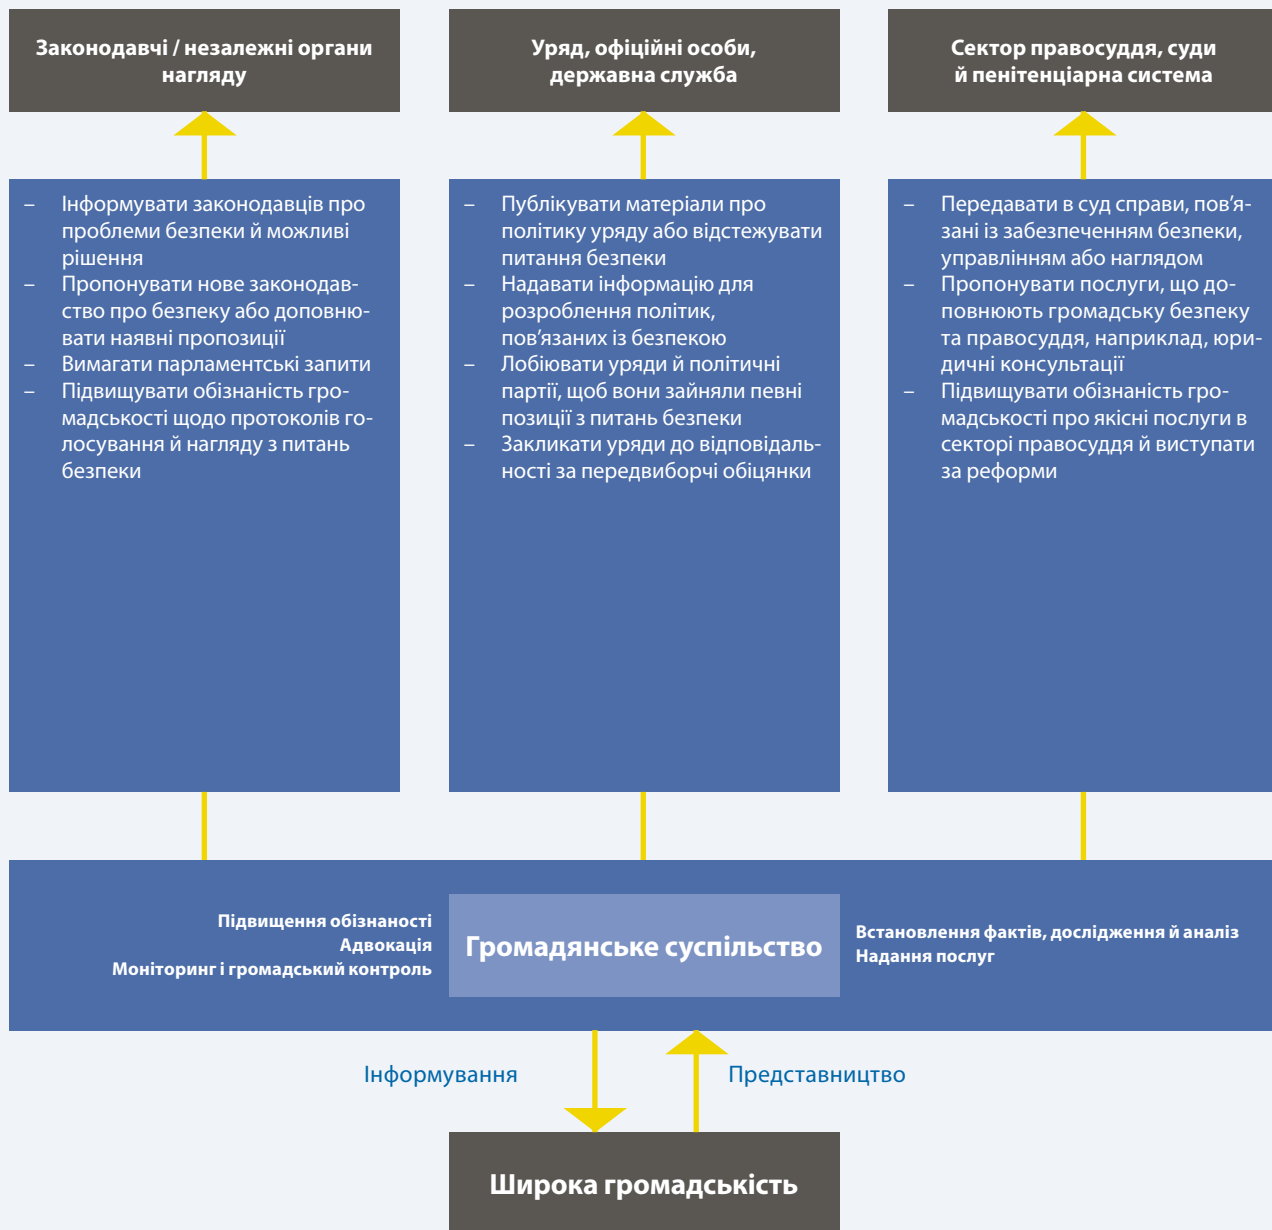 Законодавчі / незалежні органи
нагляду
Уряд, офіційні особи,
державна служба
Сектор правосуддя, суди
й пенітенціарна система
– Інформувати законодавців про
проблеми безпеки й можливі
рішення
– Пропонувати нове законодав-
ство про безпеку або доповню-
вати наявні пропозиції
– Вимагати парламентські запити
– Підвищувати обізнаність гро-
мадськості щодо протоколів го-
лосування й нагляду з питань
безпеки
– Публікувати матеріали про
політику уряду або відстежувати
питання безпеки
– Надавати інформацію для
розроблення політик,
пов’язаних із безпекою
– Лобіювати уряди й політичні
партії, щоб вони зайняли певні
позиції з питань безпеки
– Закликати уряди до відповідаль-
ності за передвиборчі обіцянки
– Передавати в суд справи, пов’я-
зані із забезпеченням безпеки,
управлінням або наглядом
– Пропонувати послуги, що до-
повнюють громадську безпеку
та правосуддя, наприклад, юри-
дичні консультації
– Підвищувати обізнаність гро-
мадськості про якісні послуги в
секторі правосуддя й виступати
за реформи
Підвищення обізнаності
Адвокація
Моніторинг і громадський контроль
Громадянське суспільство
Встановлення фактів, дослідження й аналіз
Надання послуг
Інформування
Представництво
Широка громадськість